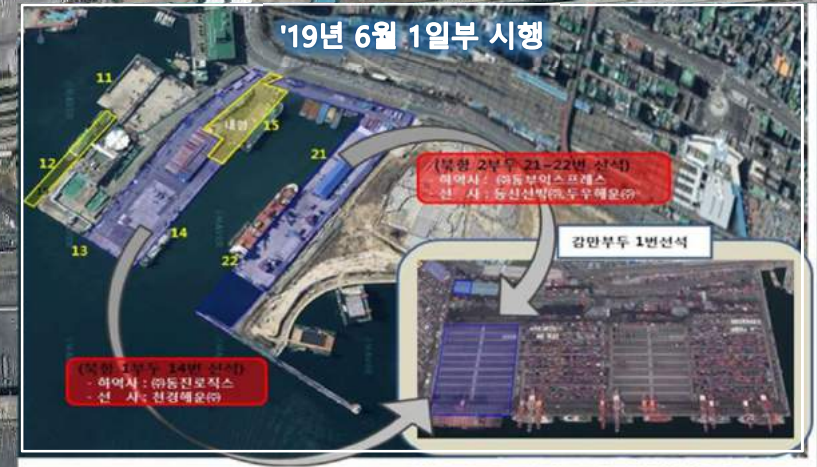 '19년 6월 1일부 시행
11
12
대형
15
21
(북항 2부두 21~22번 선석)
- 하역사 : ㈜동부익스프레스
- 선 사 : 동신선박㈜,두우해운㈜
감만부두 1번선석
14
13
22
(북항 1부두 14번 선석)
- 하역사 : ㈜동진로직스
- 선 사 : 천경해운㈜